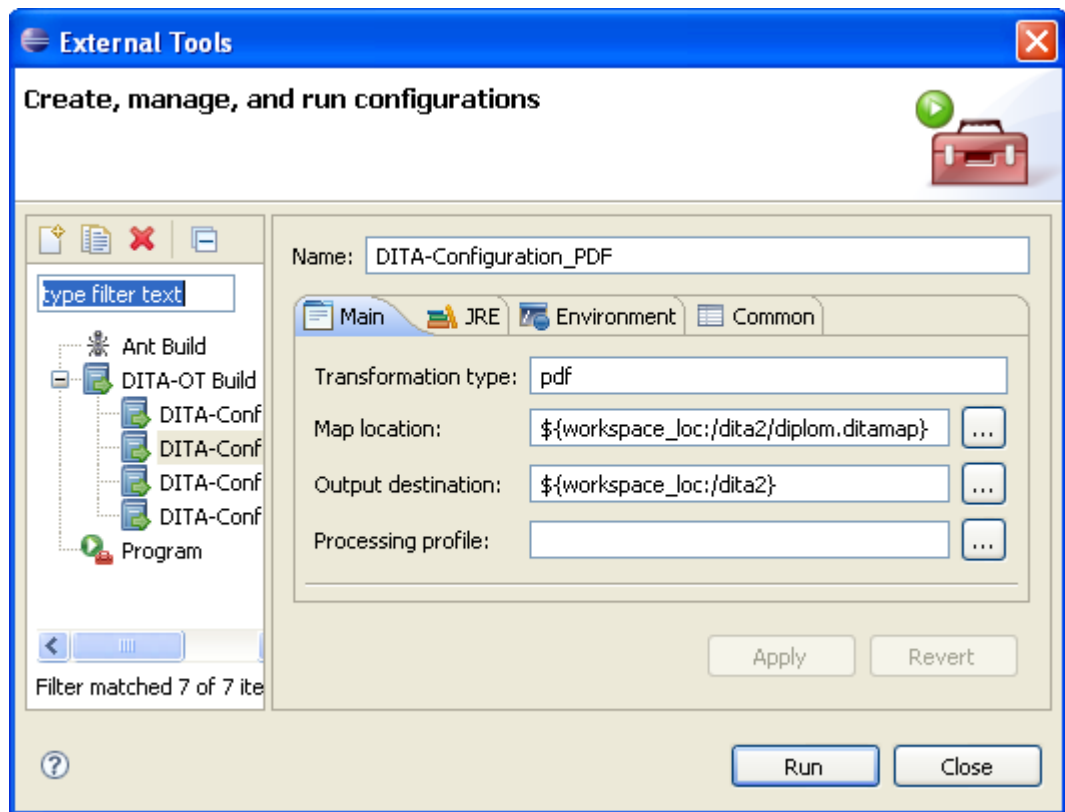 External Tools
Create, manage, and run configurations
type filter text
Ant Build
DITA-OT Build
DITA-Conf
DITA-Conf
DITA-Conf
DITA-Conf
Program
Filter matched 7 of 7 ite
Name: DITA-Configuration_PDF
Main JRE Environment Common
Transformation type: pdf
Map location: ${workspace_loc:/dita2/diplom.ditamap} ...
Output destination: ${workspace_loc:/dita2} ...
Processing profile: ...
Apply Revert
? Run Close